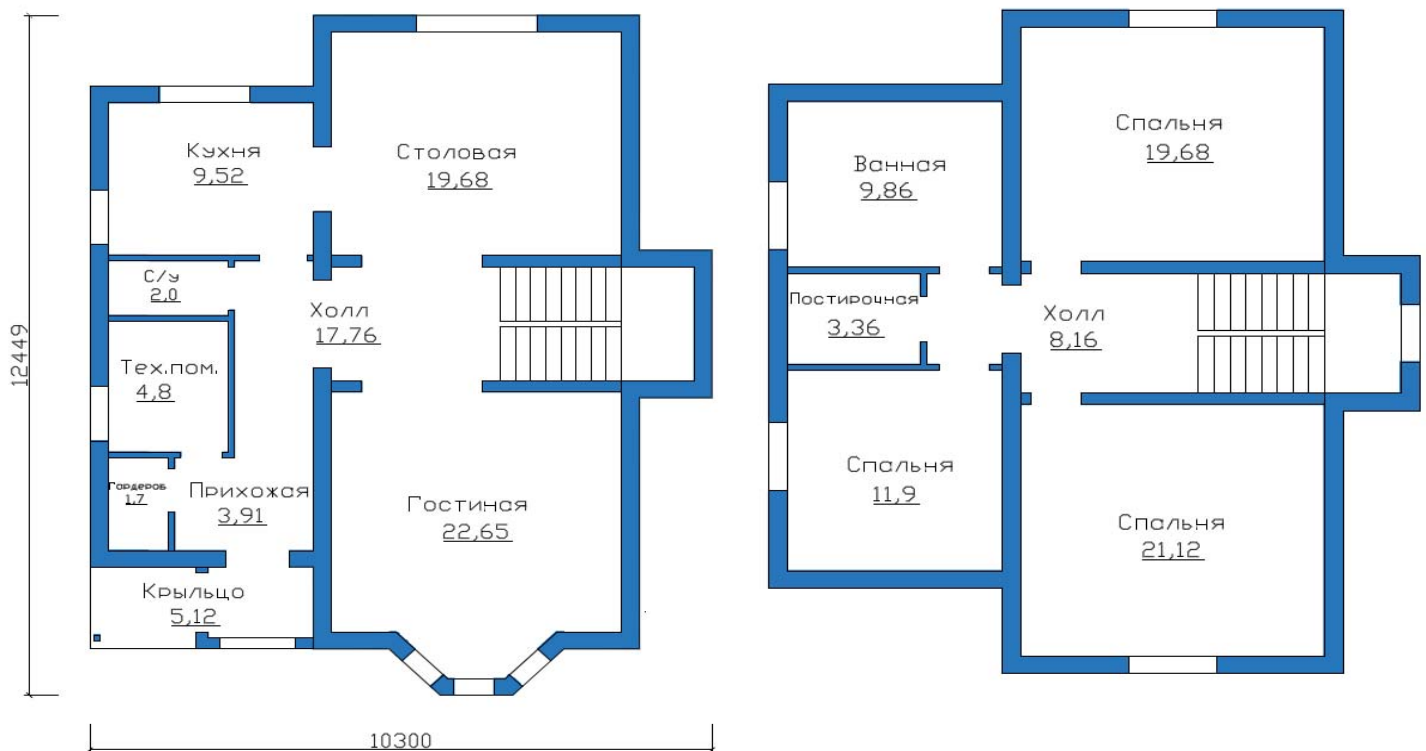 12449
Кухня
9,52
Столовая
19,68
С/у
2,0
Холл
17,76
Тех.пом.
4,8
Гардероб
1,7
Прихожая
3,91
Гостиная
22,65
Крыльцо
5,12
10300
Спальня
19,68
Ванная
9,86
Постирочная
3,36
Холл
8,16
Спальня
11,9
Спальня
21,12